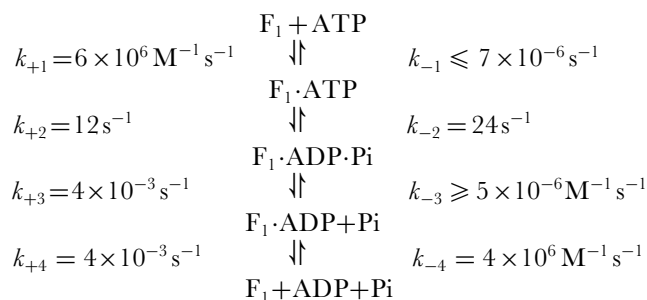 F₁ + ATP
k₊₁ = 6 × 10⁶ M⁻¹ s⁻¹ ⇌ k₋₁ ⩽ 7 × 10⁻⁶ s⁻¹
F₁·ATP
k₊₂ = 12 s⁻¹ ⇌ k₋₂ = 24 s⁻¹
F₁·ADP·Pi
k₊₃ = 4 × 10⁻³ s⁻¹ ⇌ k₋₃ ⩾ 5 × 10⁻⁶ M⁻¹ s⁻¹
F₁·ADP+Pi
k₊₄ = 4 × 10⁻³ s⁻¹ ⇌ k₋₄ = 4 × 10⁶ M⁻¹ s⁻¹
F₁+ADP+Pi